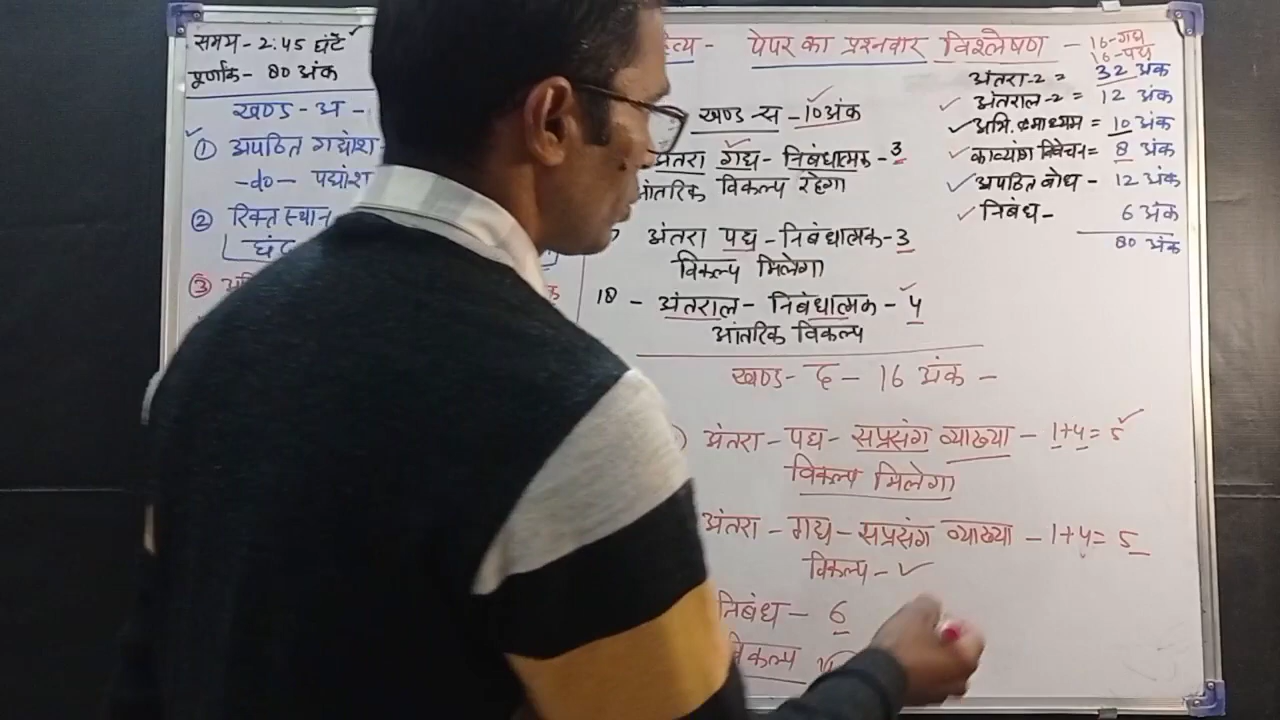 समय - 2:45 घंटे
पूर्णांक - 80 अंक
खण्ड - अ -
① अपठित गद्यांश -
-do- पद्यांश
② रिक्त स्थान
③
पेपर का प्रश्नवार विश्लेषण - 16-गद्य
16-पद्य
अंतरा-2 = 32 अंक
अंतराल-2 = 12 अंक
अभि. माध्यम = 10 अंक
काव्यांग विवेचन = 8 अंक
अपठित बोध - 12 अंक
निबंध - 6 अंक
80 अंक
खण्ड-स - 10 अंक
अंतरा गद्य - निबंधात्मक - 3
आंतरिक विकल्प रहेगा
अंतरा पद्य - निबंधात्मक - 3
विकल्प मिलेगा
18 - अंतराल - निबंधात्मक - 4
आंतरिक विकल्प
खण्ड - द - 16 अंक -
अंतरा - पद्य - सप्रसंग व्याख्या - 1+4= 5
विकल्प मिलेगा
अंतरा - गद्य - सप्रसंग व्याख्या - 1+4= 5
विकल्प -
निबंध - 6
विकल्प